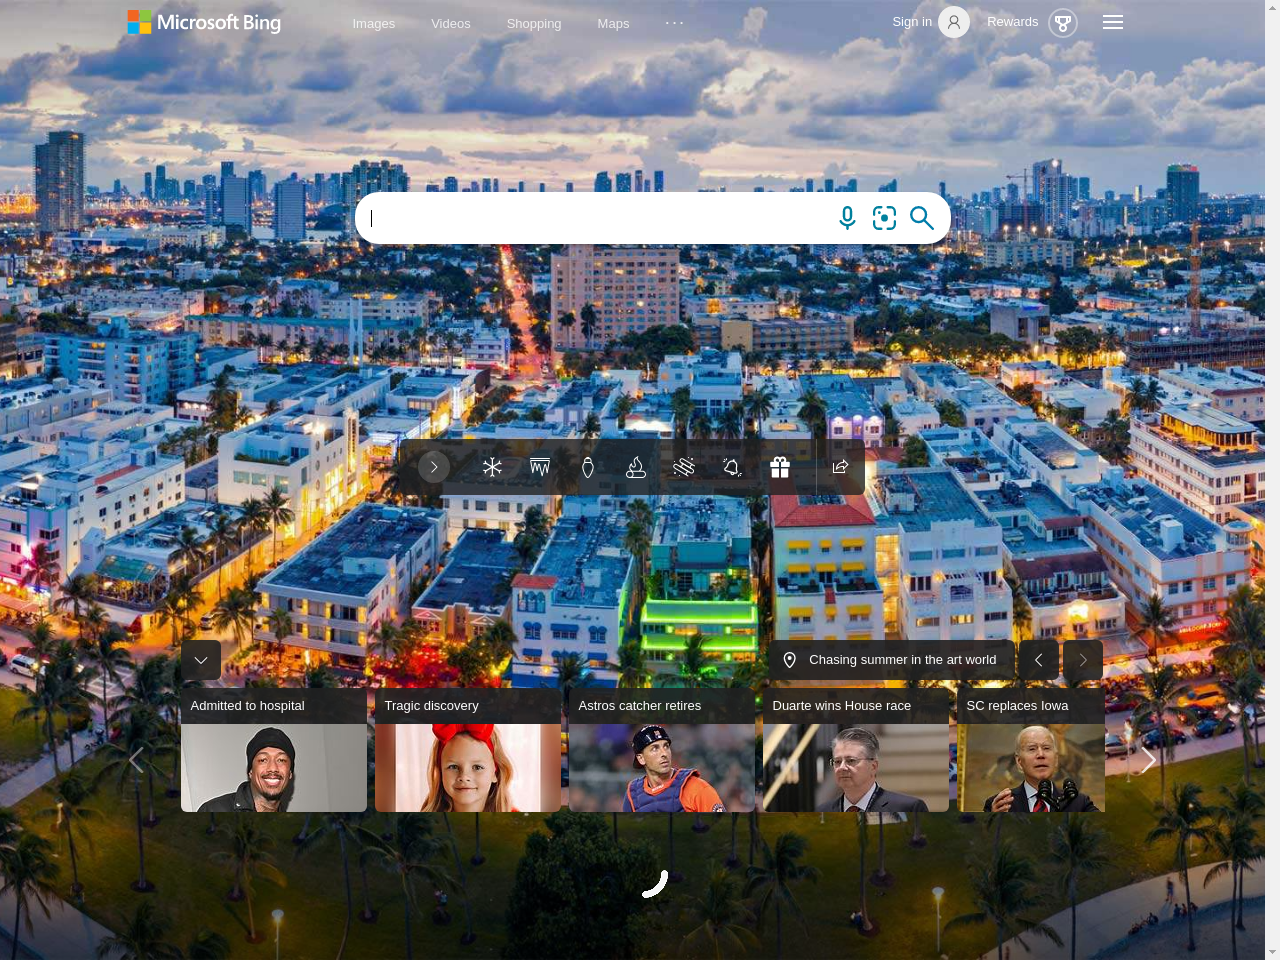 Microsoft Bing
Images
Videos
Shopping
Maps
Sign in
Rewards
Chasing summer in the art world
Admitted to hospital
Tragic discovery
Astros catcher retires
Duarte wins House race
SC replaces Iowa